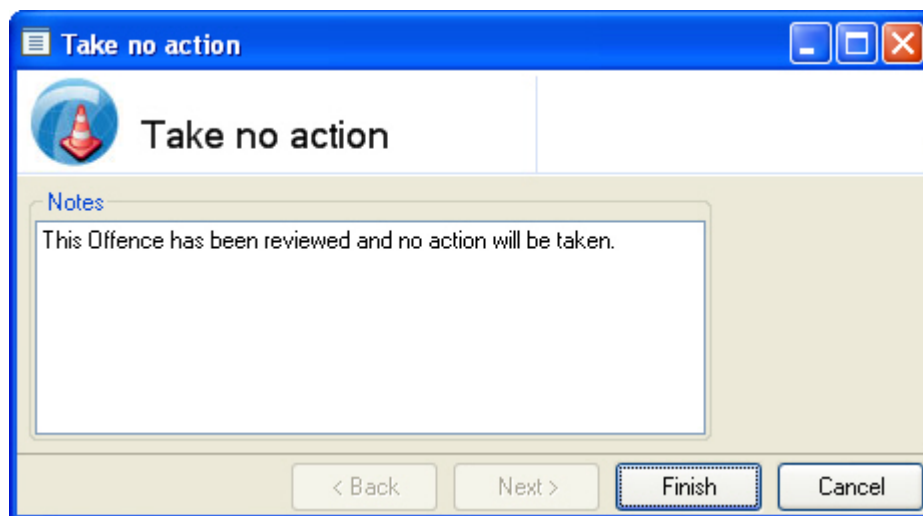 Take no action
Take no action
Notes
This Offence has been reviewed and no action will be taken.
< Back
Next >
Finish
Cancel